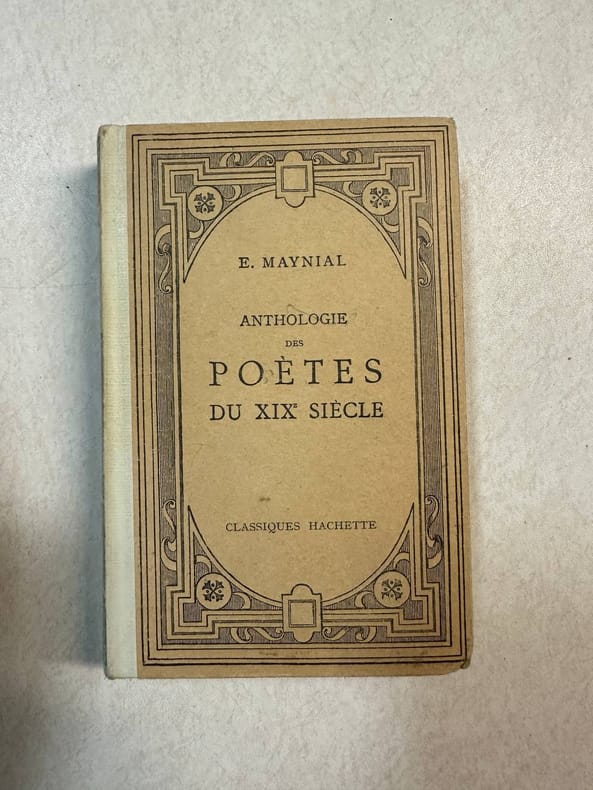 E. MAYNIAL
ANTHOLOGIE
DES
POÈTES
DU XIXE SIÈCLE
CLASSIQUES HACHETTE